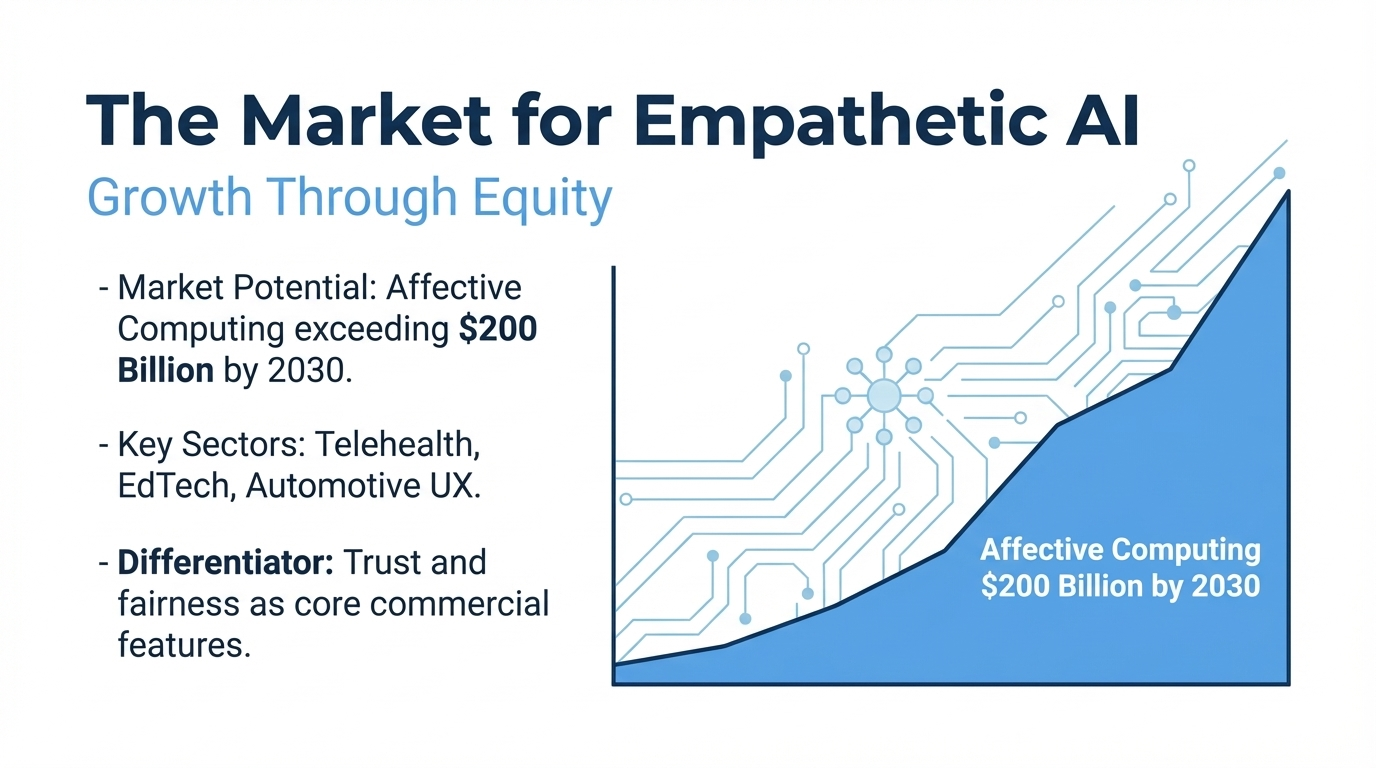 The Market for Empathetic AI
Growth Through Equity
- Market Potential: Affective
Computing exceeding $200
Billion by 2030.
- Key Sectors: Telehealth,
EdTech, Automotive UX.
- Differentiator: Trust and
fairness as core commercial
features.
Affective Computing
$200 Billion by 2030